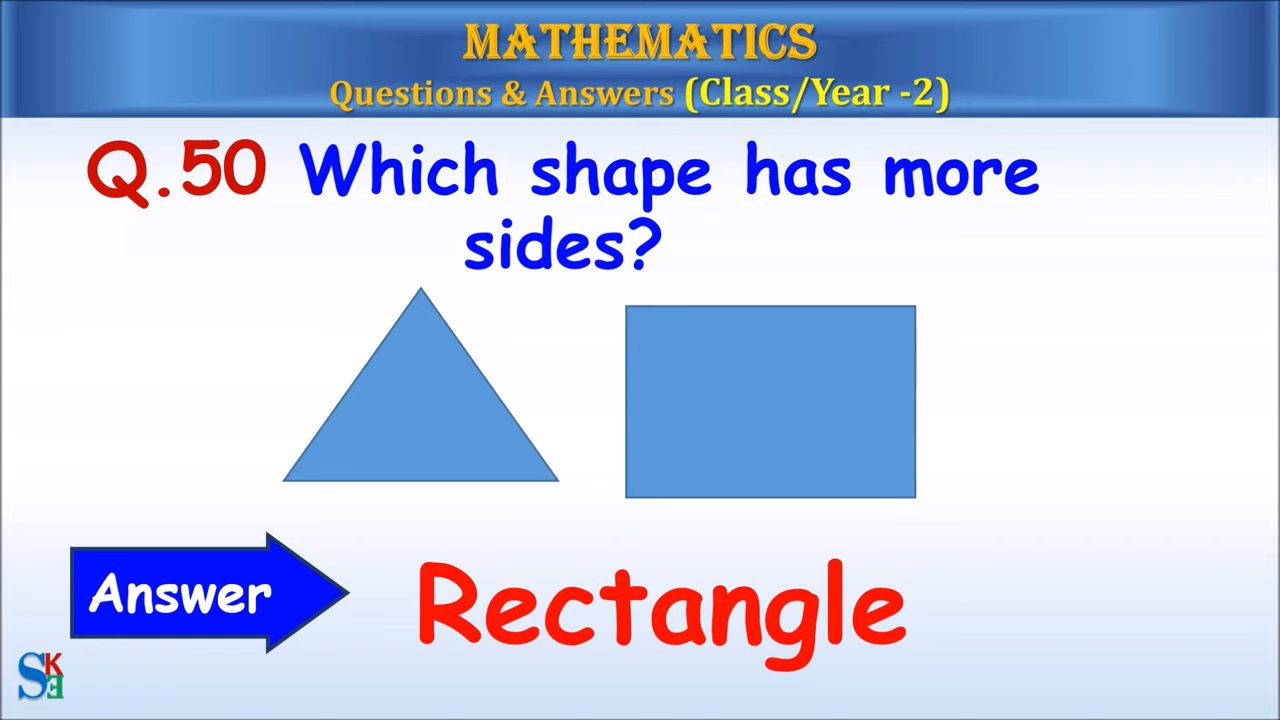 MATHEMATICS
Questions & Answers (Class/Year -2)
Q.50 Which shape has more
sides?
Answer
Rectangle
SKE